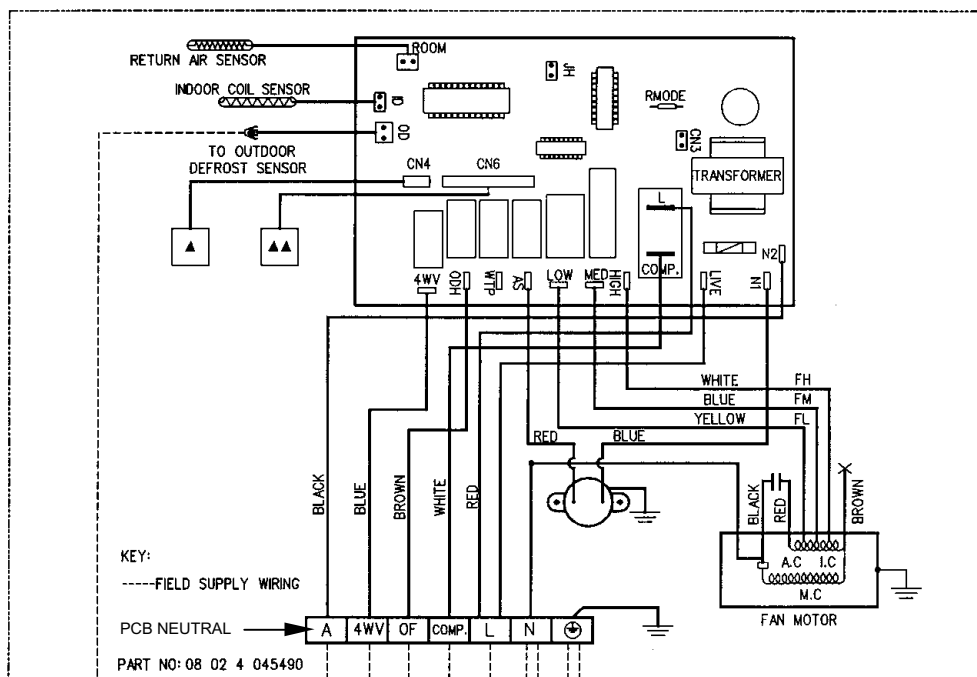 ROOM
RETURN AIR SENSOR
INDOOR COIL SENSOR
ID
OD
TO OUTDOOR
DEFROST SENSOR
JH
RMODE
CN3
CN4
CN6
TRANSFORMER
L
COMP.
4WV
ODH
WTP
AS
LOW
MED
HIGH
LIVE
N1
N2
WHITE FH
BLUE FM
YELLOW FL
RED
BLUE
BLACK
BLUE
BROWN
WHITE
RED
BLACK
RED
BROWN
A.C I.C
M.C
FAN MOTOR
KEY:
-----FIELD SUPPLY WIRING
PCB NEUTRAL
A 4WV OF COMP. L N
PART NO: 08 02 4 045490